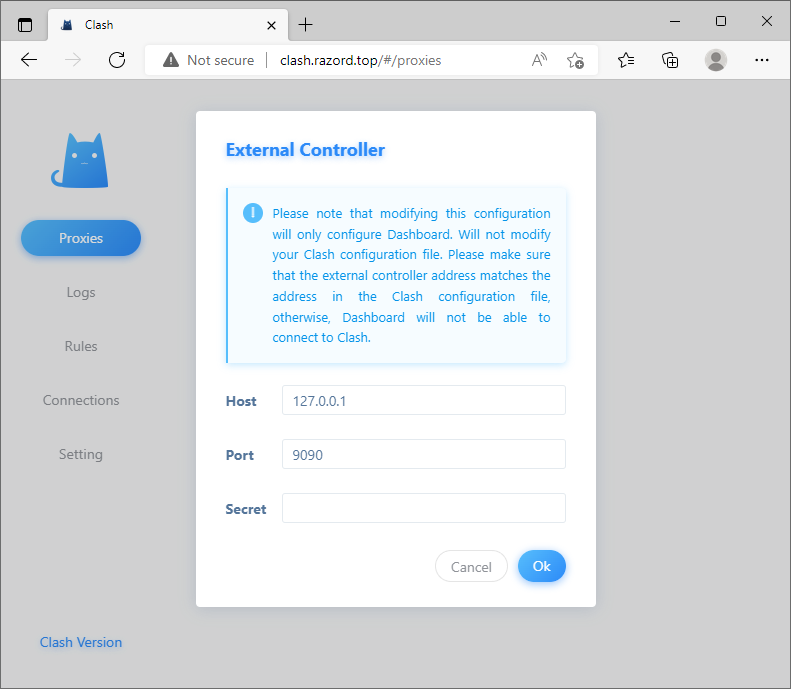 Clash
Not secure
clash.razord.top/#/proxies
External Controller
Please note that modifying this configuration
will only configure Dashboard. Will not modify
your Clash configuration file. Please make sure
that the external controller address matches the
address in the Clash configuration file,
otherwise, Dashboard will not be able to
connect to Clash.
Host 127.0.0.1
Port 9090
Secret
Cancel Ok
Proxies
Logs
Rules
Connections
Setting
Clash Version